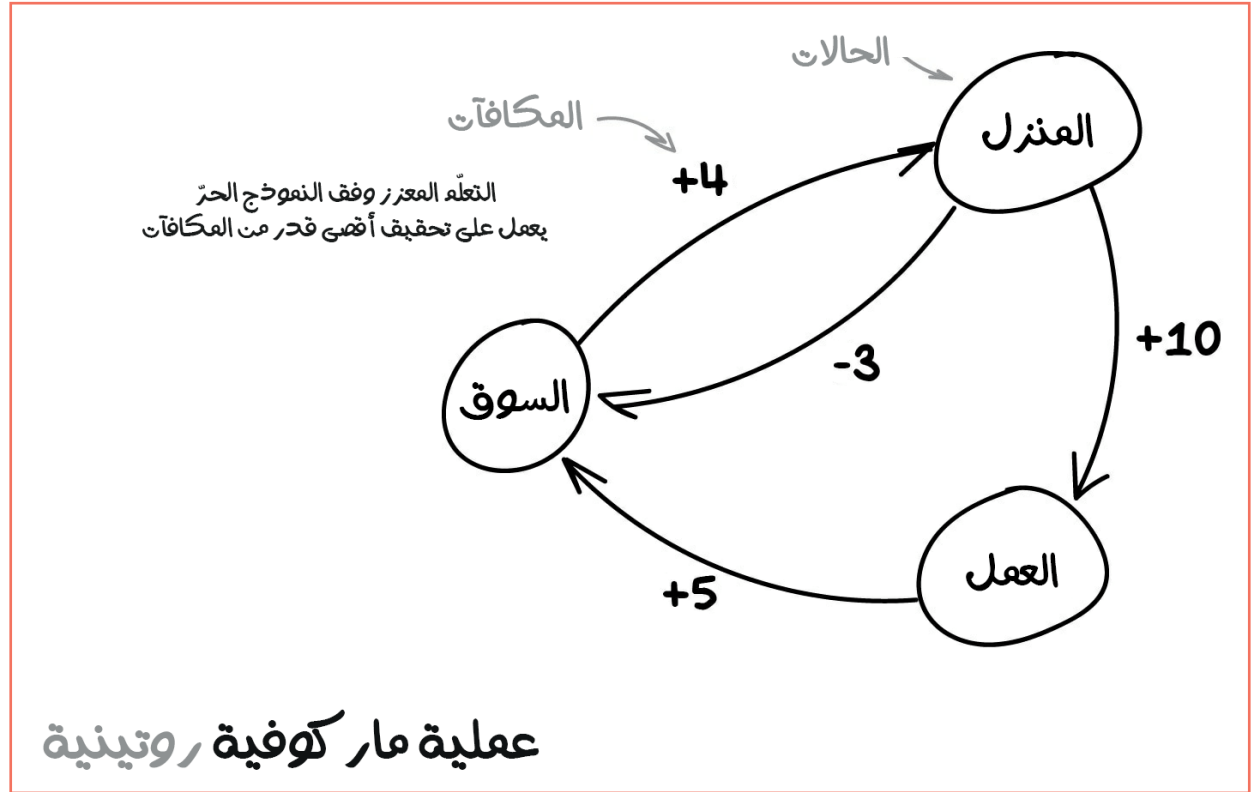 الحالات
المكافآت
المنزل
+4
التعلّم المعزز وفق النموذج الحرّ
يعمل على تحقيق أقصى قدر من المكافآت
+10
-3
السوق
العمل
+5
عملية ماركوفية روتينية